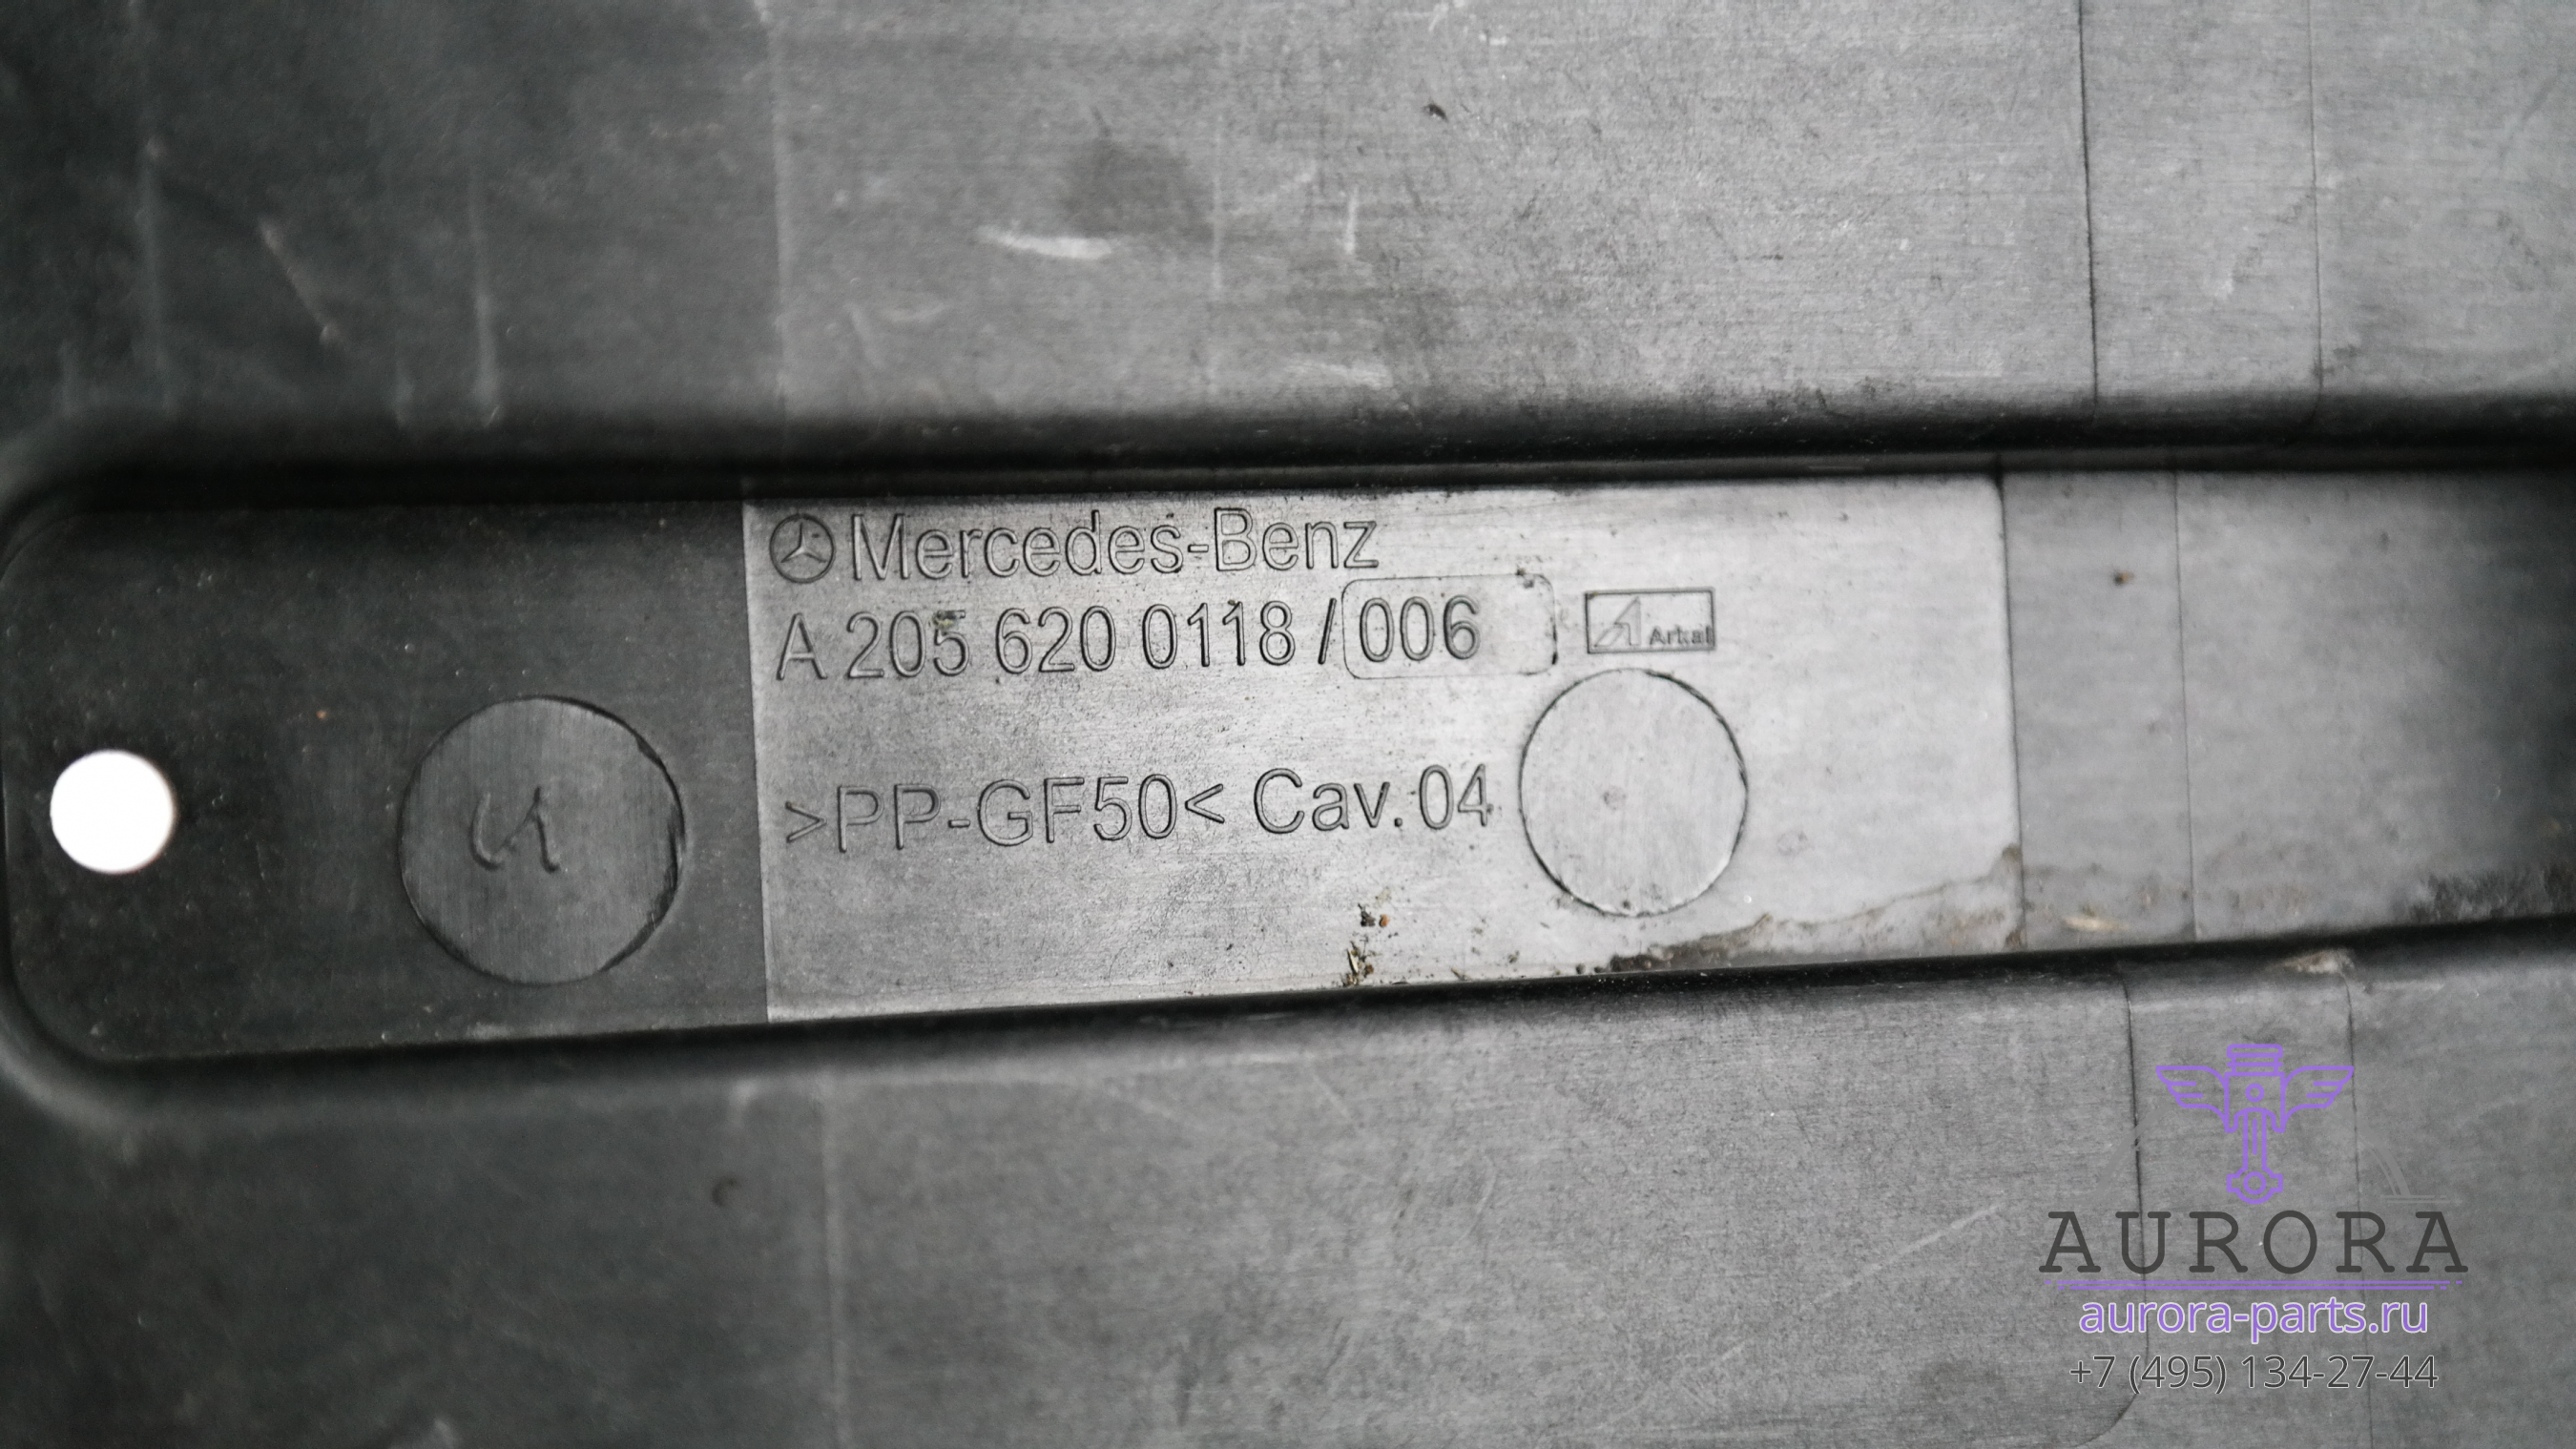 Mercedes-Benz
A 205 620 0118 / 006
Arkal
>PP-GF50< Cav. 04
AURORA
aurora-parts.ru
+7 (495) 134-27-44